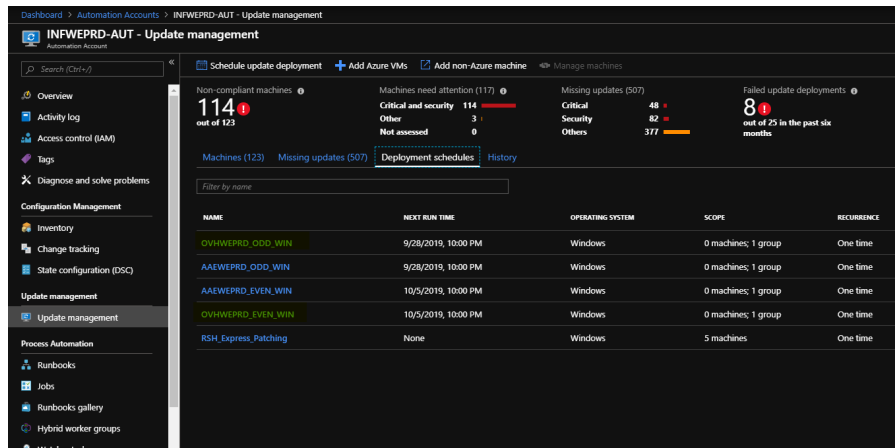 Dashboard > Automation Accounts > INFWEPRD-AUT - Update management
INFWEPRD-AUT - Update management
Automation Account
Search (Ctrl+/)
«
Overview
Activity log
Access control (IAM)
Tags
Diagnose and solve problems
Configuration Management
Inventory
Change tracking
State configuration (DSC)
Update management
Update management
Process Automation
Runbooks
Jobs
Runbooks gallery
Hybrid worker groups
Schedule update deployment Add Azure VMs Add non-Azure machine Manage machines
Non-compliant machines
114
out of 123
Machines need attention (117)
Critical and security 114
Other 3
Not assessed 0
Missing updates (507)
Critical 48
Security 82
Others 377
Failed update deployments
8
out of 25 in the past six
months
Machines (123) Missing updates (507) Deployment schedules History
Filter by name
NAME NEXT RUN TIME OPERATING SYSTEM SCOPE RECURRENCE
OVHWEPRD_ODD_WIN 9/28/2019, 10:00 PM Windows 0 machines; 1 group One time
AAEWEPRD_ODD_WIN 9/28/2019, 10:00 PM Windows 0 machines; 1 group One time
AAEWEPRD_EVEN_WIN 10/5/2019, 10:00 PM Windows 0 machines; 1 group One time
OVHWEPRD_EVEN_WIN 10/5/2019, 10:00 PM Windows 0 machines; 1 group One time
RSH_Express_Patching None Windows 5 machines One time